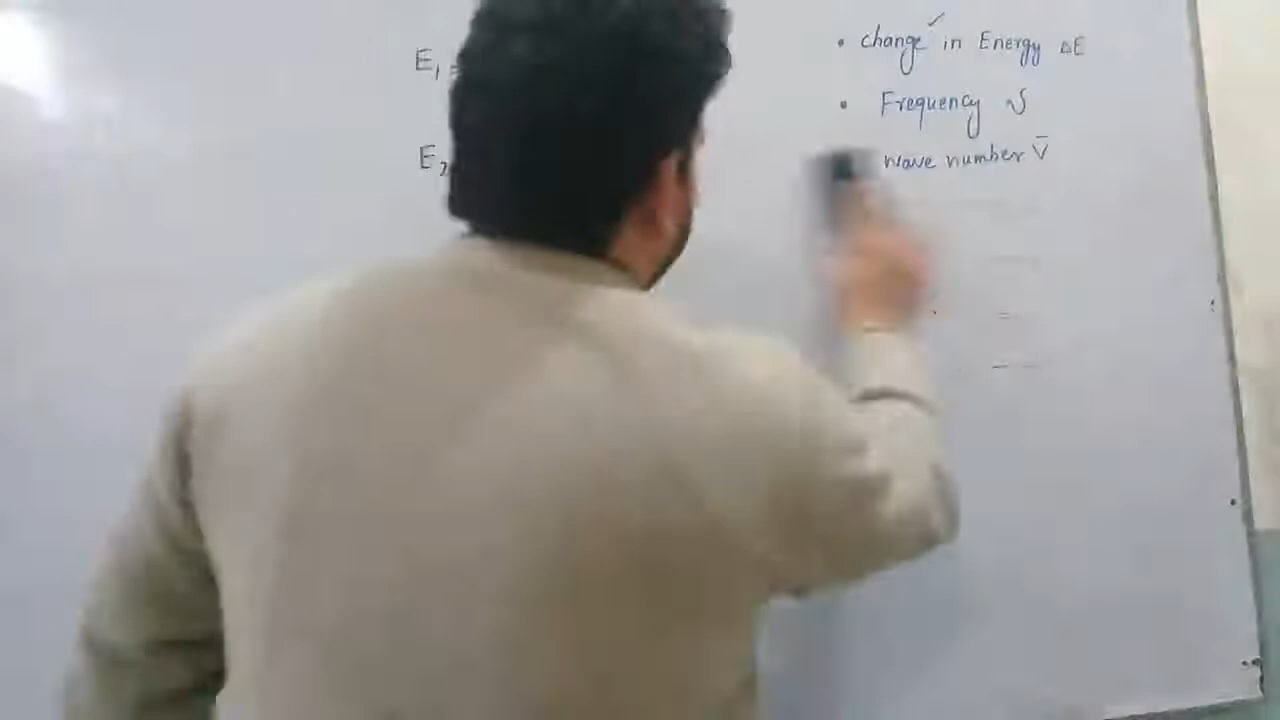 E₁ =
E₂
• change ✓ in Energy ΔE
• Frequency ν
wave number ν̄